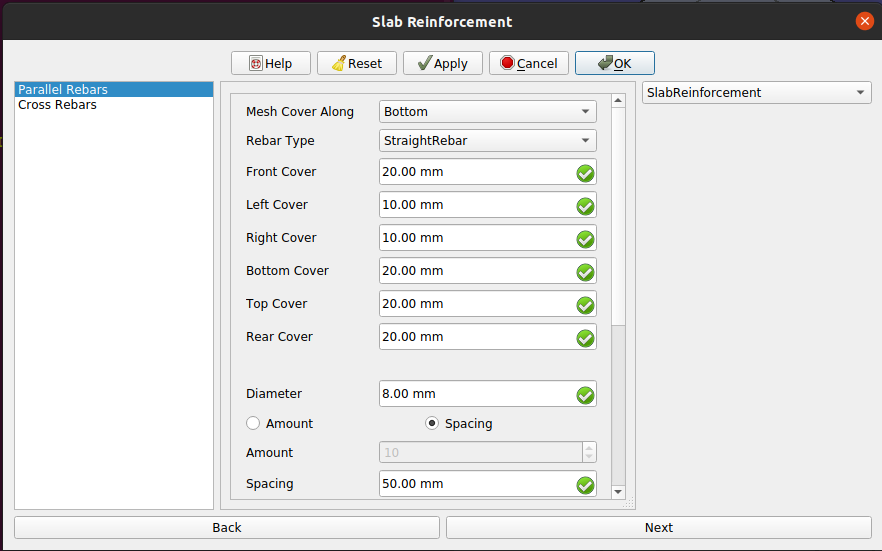 Slab Reinforcement
Help Reset Apply Cancel OK
Parallel Rebars
Cross Rebars
Mesh Cover Along Bottom
Rebar Type StraightRebar
Front Cover 20.00 mm
Left Cover 10.00 mm
Right Cover 10.00 mm
Bottom Cover 20.00 mm
Top Cover 20.00 mm
Rear Cover 20.00 mm
Diameter 8.00 mm
Amount Spacing
Amount 10
Spacing 50.00 mm
SlabReinforcement
Back Next